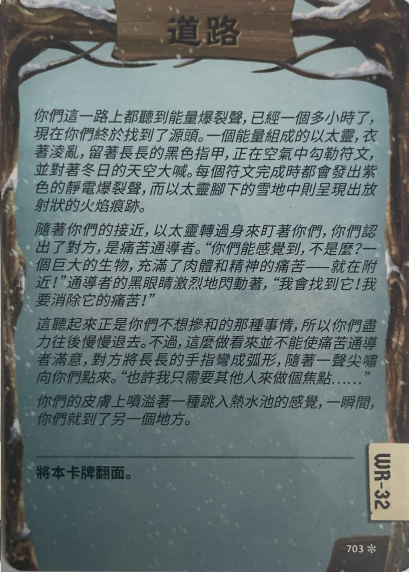 道路
你們這一路上都聽到能量爆裂聲，已經一個多小時了，
現在你們終於找到了源頭。一個能量組成的以太靈，衣
著淩亂，留著長長的黑色指甲，正在空氣中勾勒符文，
並對著冬日的天空大喊。每個符文完成時都會發出紫
色的靜電爆裂聲，而以太靈腳下的雪地中則呈現出放
射狀的火焰痕跡。
隨著你們的接近，以太靈轉過身來盯著你們，你們認
出了對方，是痛苦通導者。“你們能感覺到，不是麼？一
個巨大的生物，充滿了肉體和精神的痛苦——就在附
近！”通導者的黑眼睛激烈地閃動著，“我會找到它！我
要消除它的痛苦！”
這聽起來正是你們不想摻和的那種事情，所以你們盡
力往後慢慢退去。不過，這麼做看來並不能使痛苦通導
者滿意，對方將長長的手指彎成弧形，隨著一聲尖嘯
向你們點來。“也許我只需要其他人來做個焦點……”
你們的皮膚上噴溢著一種跳入熱水池的感覺，一瞬間，
你們就到了另一個地方。
將本卡牌翻面。
WR-32
703